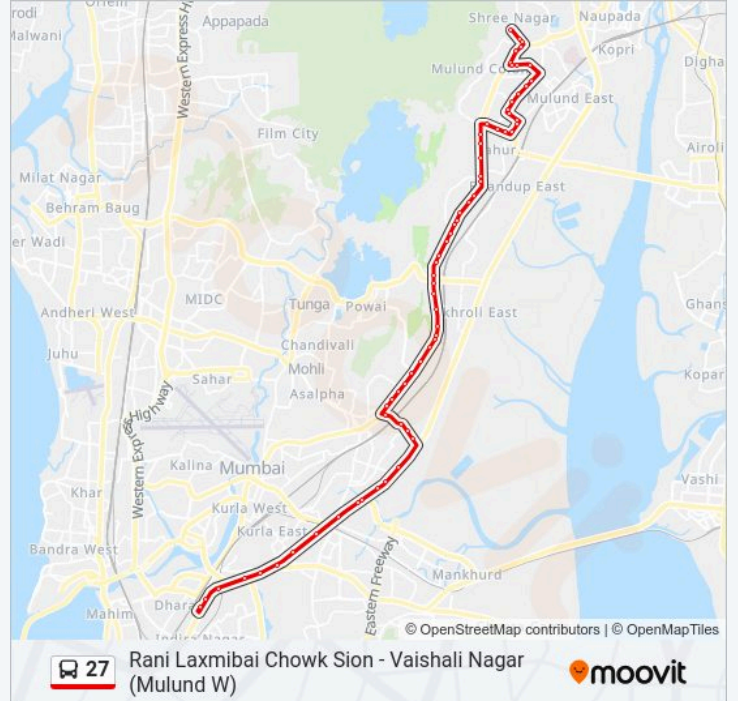 Shree Nagar
Naupada
Appapada
Malwani
Kopri
Digha
Western Express H
Mulund Co
Mulund East
Film City
Airoli
ahur
Milat Nagar
Behram Baug
andup East
er Wadi
MIDC
Tunga
Powai
Ghans
Andheri West
khroli East
Chandivali
Juhu
Mohli
Sahar
Asalpha
Kopar
Western Express Highway
Kalina
Mumbai
Vashi
Khar
Kurla West
Kurla East
Bandra West
Eastern Freeway
Mankhurd
Mahim
Dhara
Indira Nagar
© OpenStreetMap contributors | © OpenMapTiles
27
Rani Laxmibai Chowk Sion - Vaishali Nagar
(Mulund W)
moovit